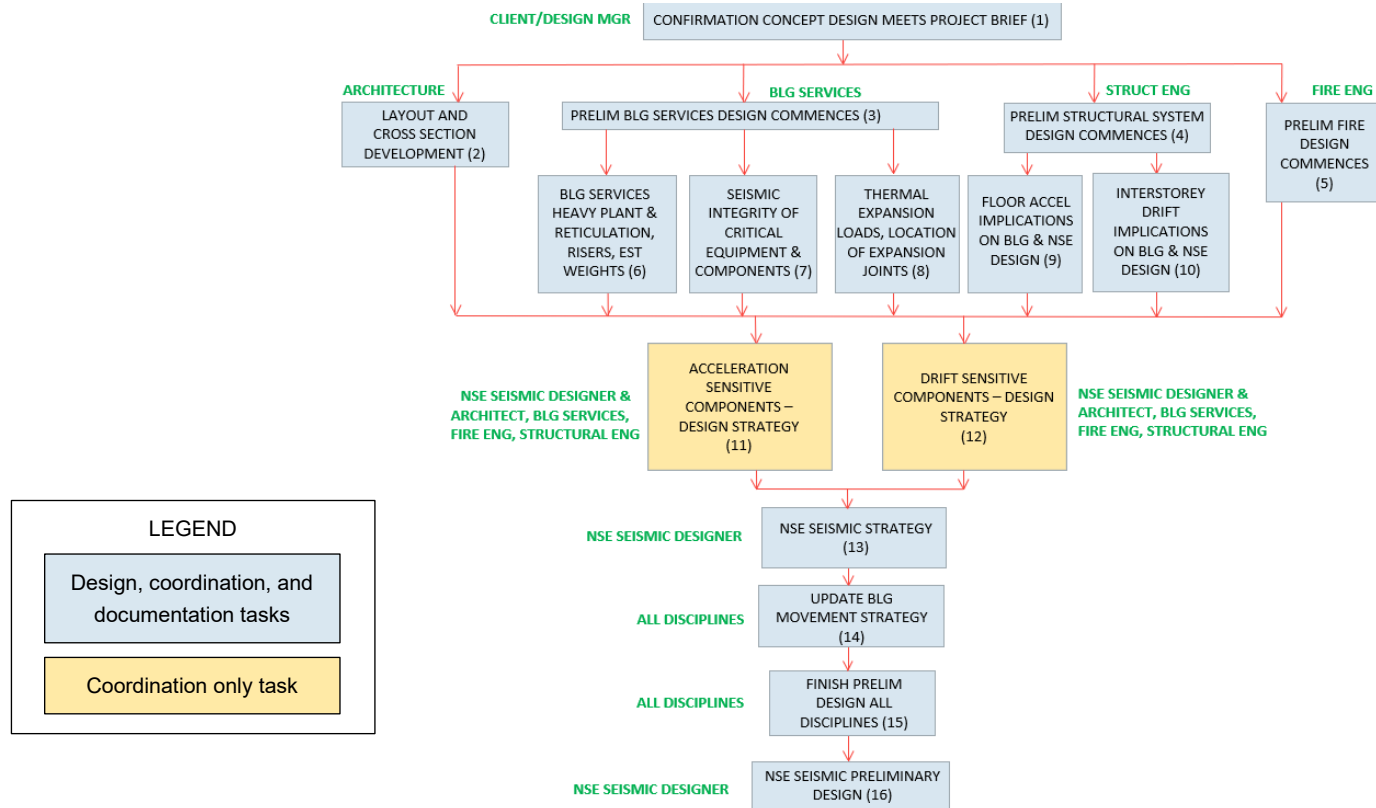 CLIENT/DESIGN MGR
CONFIRMATION CONCEPT DESIGN MEETS PROJECT BRIEF (1)
ARCHITECTURE
BLG SERVICES
STRUCT ENG
FIRE ENG
LAYOUT AND
CROSS SECTION
DEVELOPMENT (2)
PRELIM BLG SERVICES DESIGN COMMENCES (3)
PRELIM STRUCTURAL SYSTEM
DESIGN COMMENCES (4)
PRELIM FIRE
DESIGN
COMMENCES
(5)
BLG SERVICES
HEAVY PLANT &
RETICULATION,
RISERS, EST
WEIGHTS (6)
SEISMIC
INTEGRITY OF
CRITICAL
EQUIPMENT &
COMPONENTS (7)
THERMAL
EXPANSION
LOADS, LOCATION
OF EXPANSION
JOINTS (8)
FLOOR ACCEL
IMPLICATIONS
ON BLG & NSE
DESIGN (9)
INTERSTOREY
DRIFT
IMPLICATIONS
ON BLG & NSE
DESIGN (10)
NSE SEISMIC DESIGNER &
ARCHITECT, BLG SERVICES,
FIRE ENG, STRUCTURAL ENG
ACCELERATION
SENSITIVE
COMPONENTS –
DESIGN STRATEGY
(11)
DRIFT SENSITIVE
COMPONENTS – DESIGN
STRATEGY
(12)
NSE SEISMIC DESIGNER &
ARCHITECT, BLG SERVICES,
FIRE ENG, STRUCTURAL ENG
LEGEND
Design, coordination, and
documentation tasks
Coordination only task
NSE SEISMIC DESIGNER
NSE SEISMIC STRATEGY
(13)
ALL DISCIPLINES
UPDATE BLG
MOVEMENT STRATEGY
(14)
ALL DISCIPLINES
FINISH PRELIM
DESIGN ALL
DISCIPLINES (15)
NSE SEISMIC DESIGNER
NSE SEISMIC PRELIMINARY
DESIGN (16)